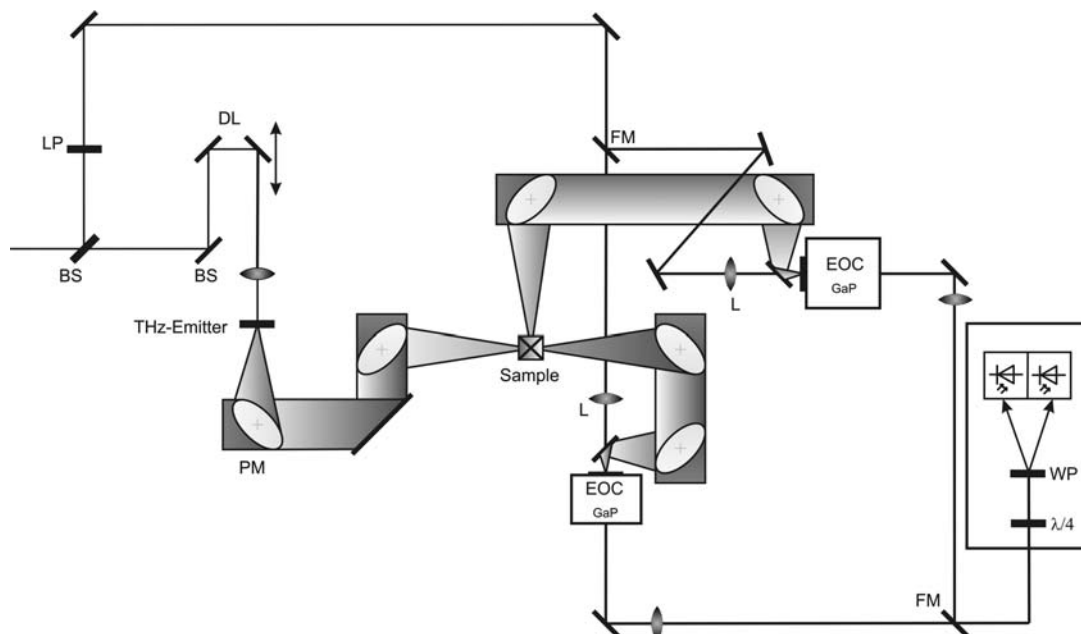 DL
FM
LP
BS
BS
EOC
GaP
L
THz-Emitter
Sample
L
PM
EOC
GaP
WP
λ/4
FM